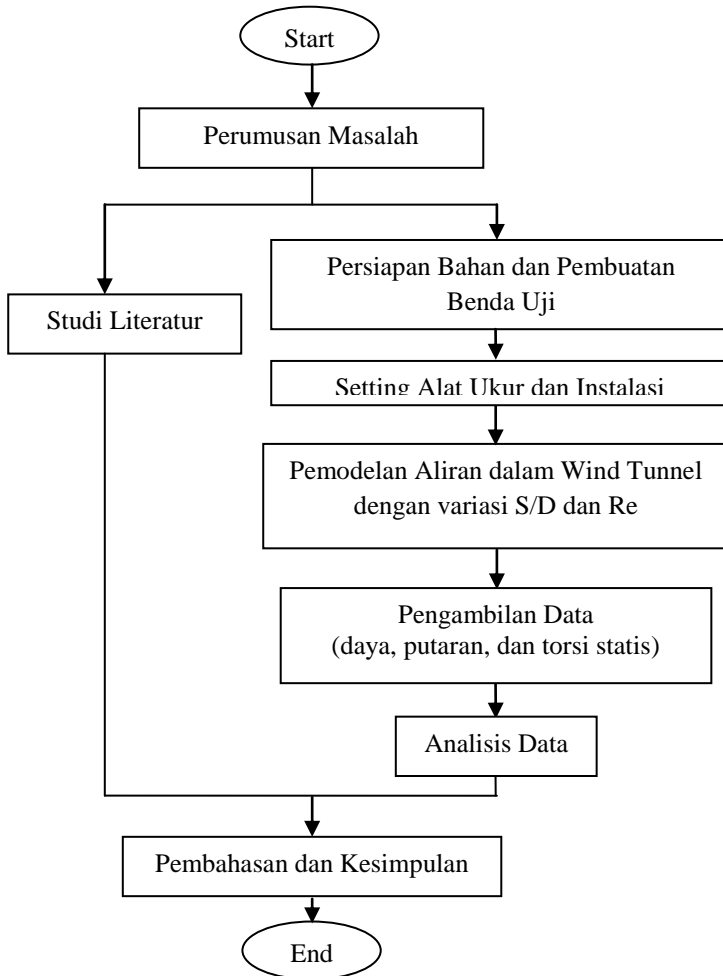 Start
Perumusan Masalah
Persiapan Bahan dan Pembuatan
Benda Uji
Studi Literatur
Setting Alat Ukur dan Instalasi
Pemodelan Aliran dalam Wind Tunnel
dengan variasi S/D dan Re
Pengambilan Data
(daya, putaran, dan torsi statis)
Analisis Data
Pembahasan dan Kesimpulan
End